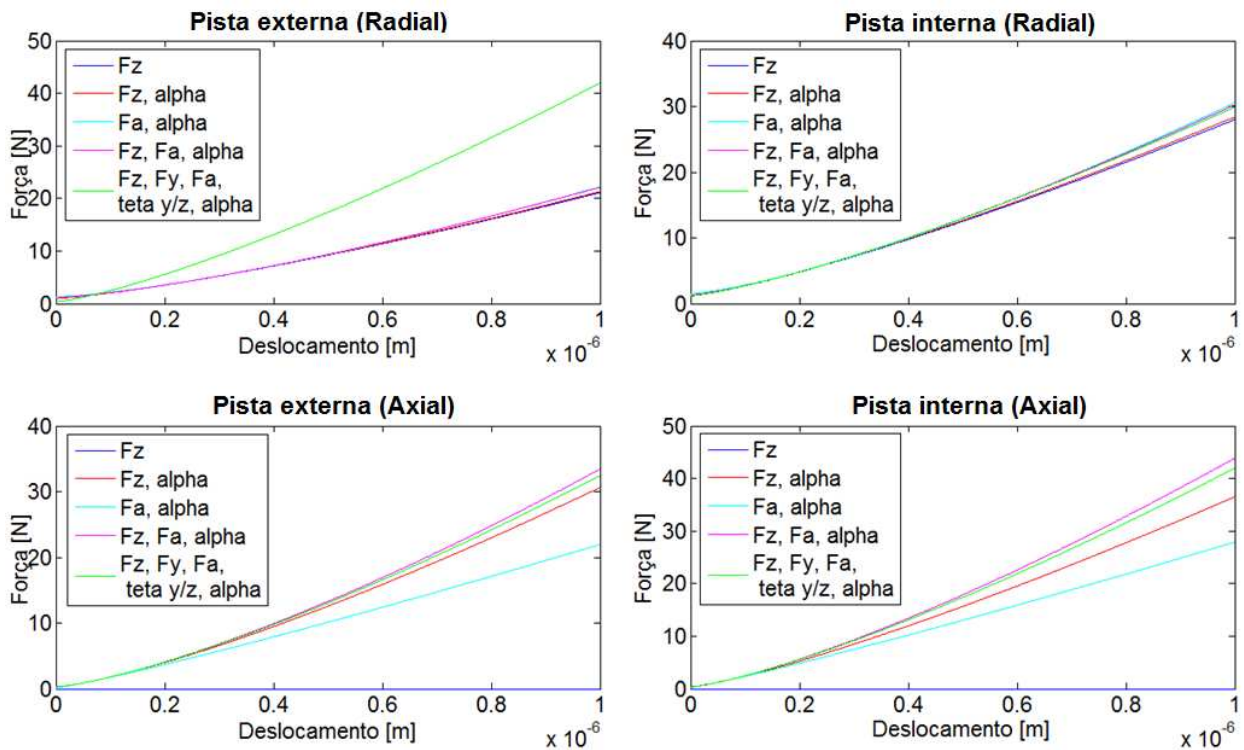 Pista externa (Radial)
Força [N]
50
40
30
20
10
0
Fz
Fz, alpha
Fa, alpha
Fz, Fa, alpha
Fz, Fy, Fa,
teta y/z, alpha
0 0.2 0.4 0.6 0.8 1
Deslocamento [m]
x 10⁻⁶
Pista interna (Radial)
Força [N]
40
30
20
10
0
Fz
Fz, alpha
Fa, alpha
Fz, Fa, alpha
Fz, Fy, Fa,
teta y/z, alpha
0 0.2 0.4 0.6 0.8 1
Deslocamento [m]
x 10⁻⁶
Pista externa (Axial)
Força [N]
40
30
20
10
0
Fz
Fz, alpha
Fa, alpha
Fz, Fa, alpha
Fz, Fy, Fa,
teta y/z, alpha
0 0.2 0.4 0.6 0.8 1
Deslocamento [m]
x 10⁻⁶
Pista interna (Axial)
Força [N]
50
40
30
20
10
0
Fz
Fz, alpha
Fa, alpha
Fz, Fa, alpha
Fz, Fy, Fa,
teta y/z, alpha
0 0.2 0.4 0.6 0.8 1
Deslocamento [m]
x 10⁻⁶